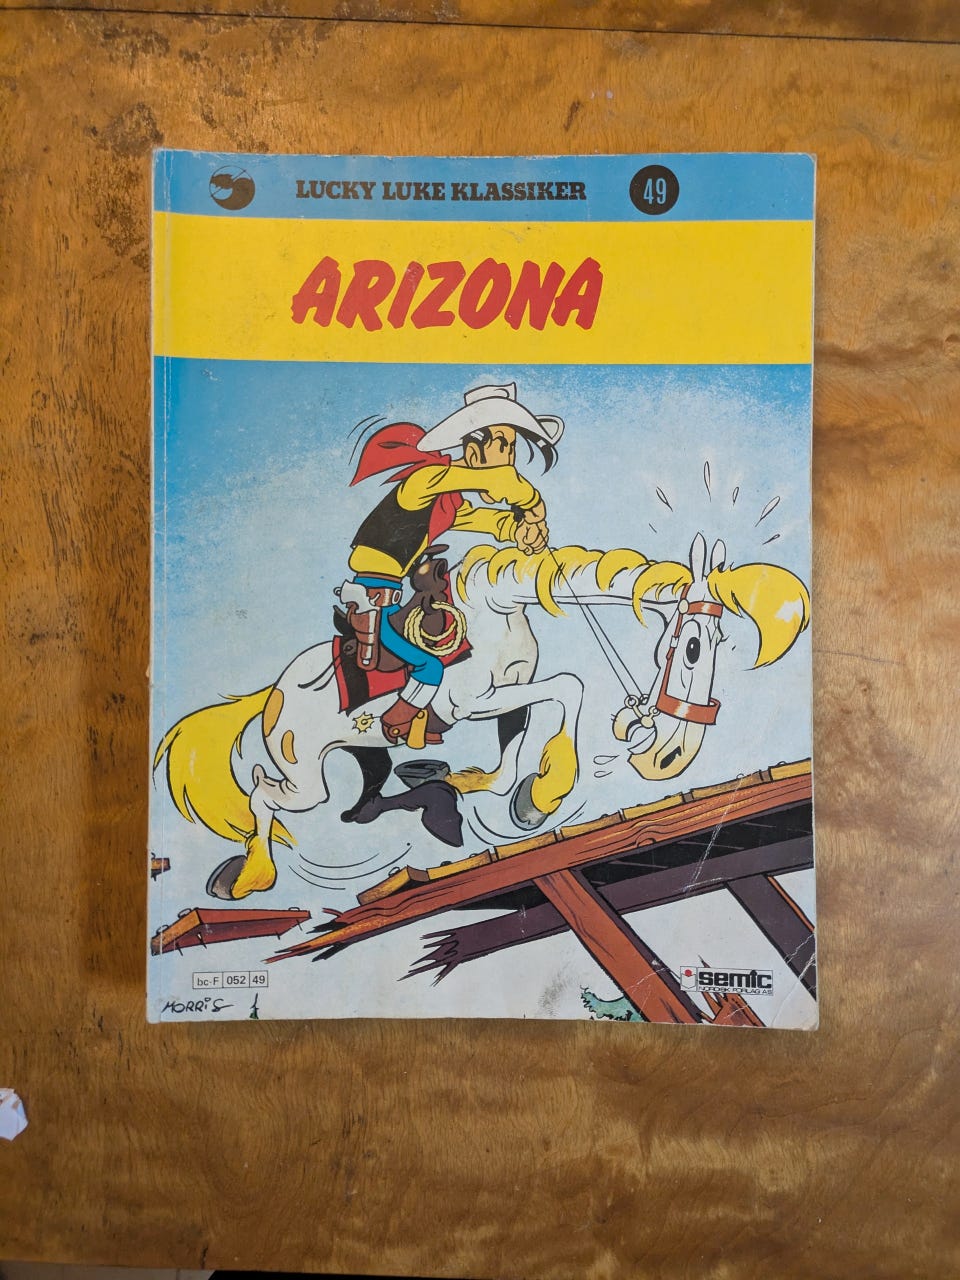 LUCKY LUKE KLASSIKER 49
ARIZONA
bc-F 052 49
semic
NORDISK FORLAG AS
MORRIS